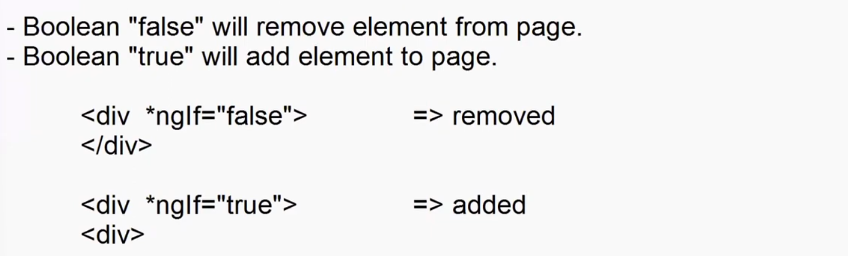 - Boolean "false" will remove element from page.
- Boolean "true" will add element to page.
<div *ngIf="false"> => removed
</div>
<div *ngIf="true"> => added
<div>